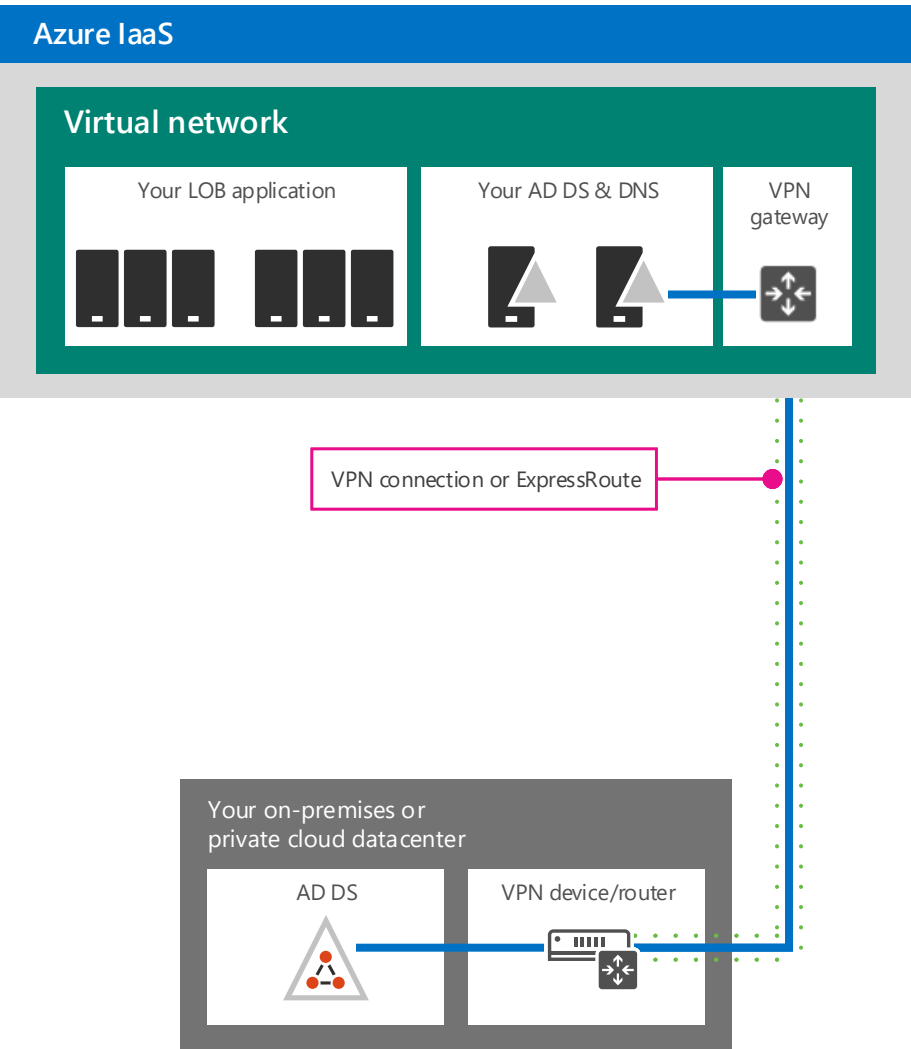 Azure IaaS
Virtual network
Your LOB application
Your AD DS & DNS
VPN
gateway
VPN connection or ExpressRoute
Your on-premises or
private cloud datacenter
AD DS
VPN device/router